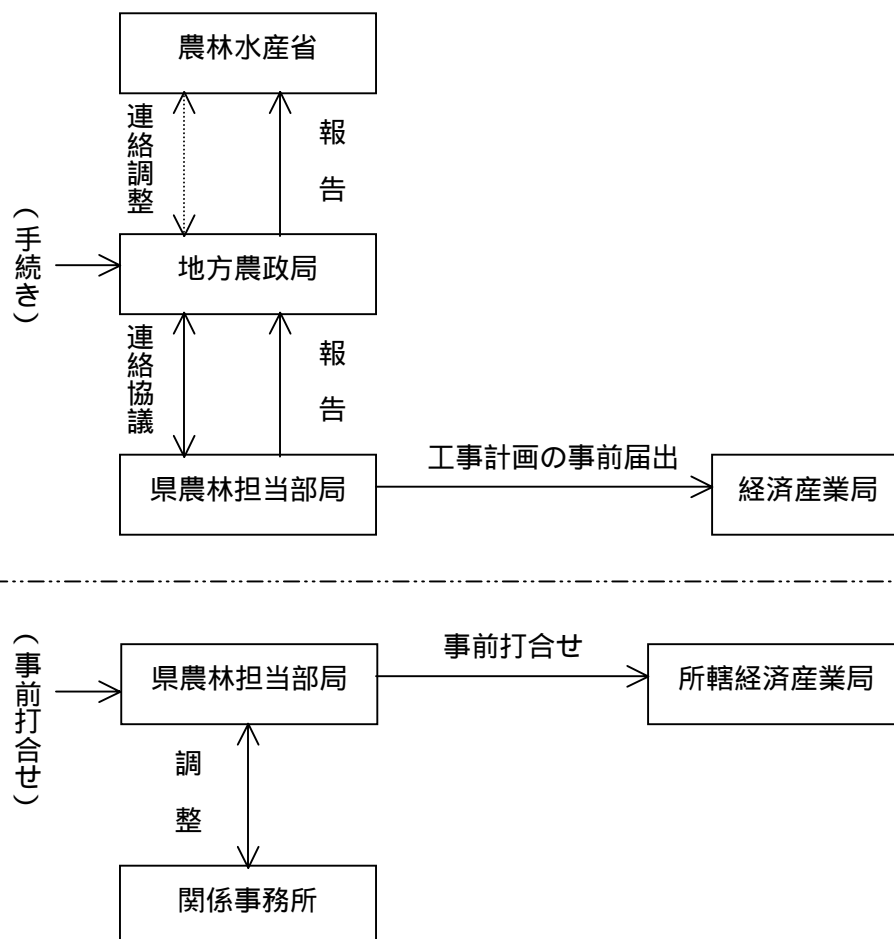 農林水産省
連絡調整
報告
(手続き)
地方農政局
連絡協議
報告
工事計画の事前届出
県農林担当部局
経済産業局
(事前打合せ)
県農林担当部局
事前打合せ
所轄経済産業局
調整
関係事務所